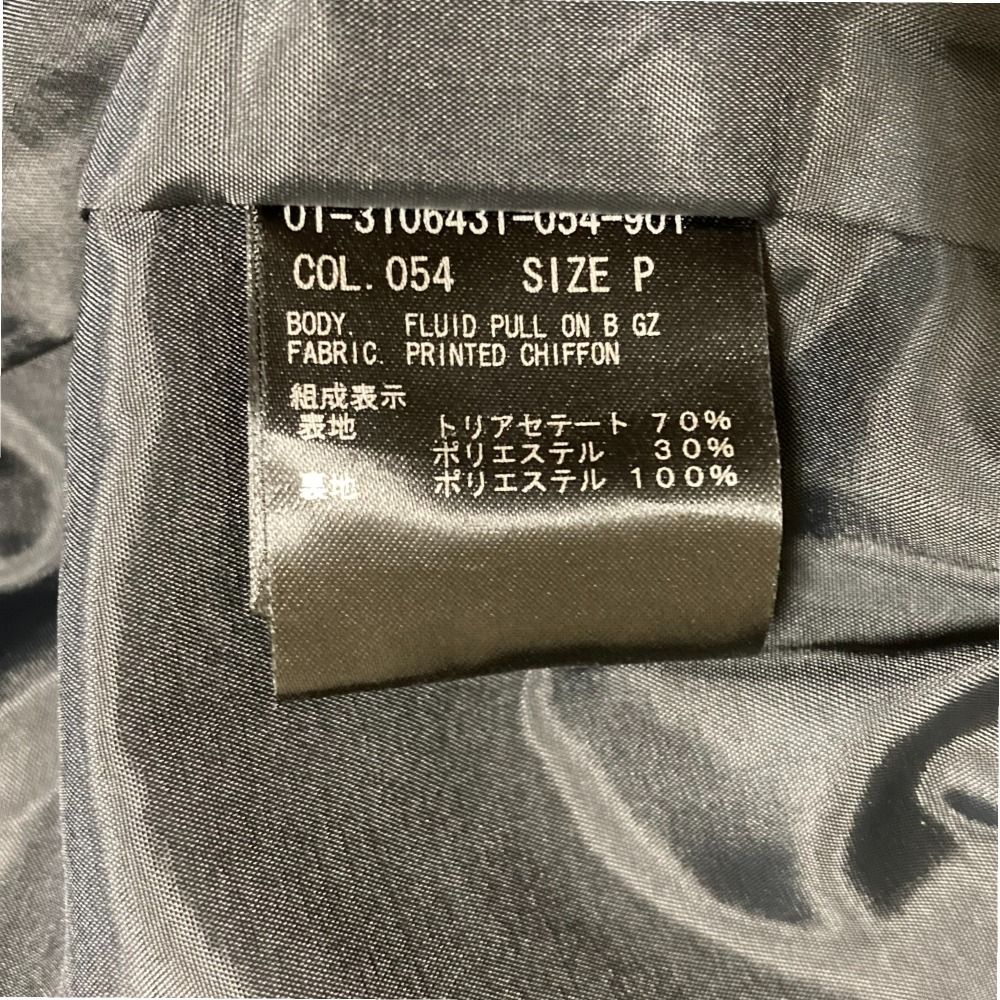 01-3106431-054-901
COL. 054 SIZE P
BODY. FLUID PULL ON B GZ
FABRIC. PRINTED CHIFFON
組成表示
表地 トリアセテート 70%
ポリエステル 30%
裏地 ポリエステル 100%